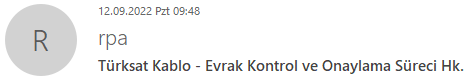 12.09.2022 Pzt 09:48
R
rpa
Türksat Kablo - Evrak Kontrol ve Onaylama Süreci Hk.